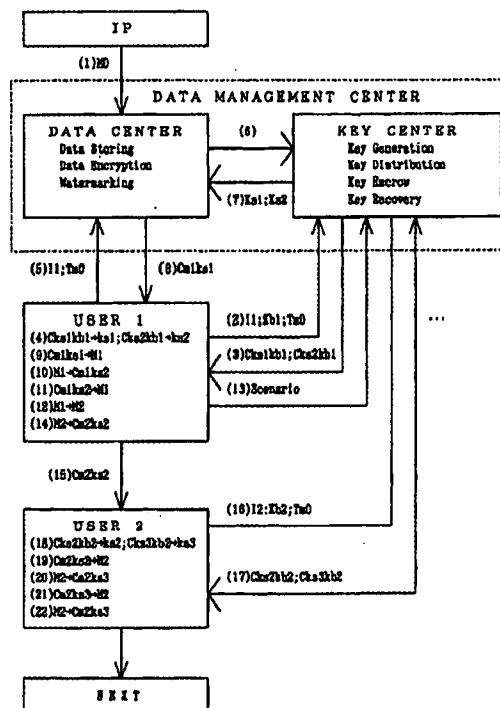 IP
(1)M0
DATA MANAGEMENT CENTER
DATA CENTER
Data Storing
Data Encryption
Watermarking
(6)
(7)Ks1;Ks2
KEY CENTER
Key Generation
Key Distribution
Key Escrow
Key Recovery
(5)I1;Tm0
(8)Cm1ks1
...
USER 1
(4)Cks1kb1→ks1;Cks2kb1→ks2
(9)Cm1ks1→M1
(10)M1→Cm1ks2
(11)Cm1ks2→M1
(12)M1→M2
(14)M2→Cm2ks2
(2)I1;Kb1;Tm0
(3)Cks1kb1;Cks2kb1
(13)Scenario
(15)Cm2ks2
USER 2
(18)Cks2kb2→ks2;Cks3kb2→ks3
(19)Cm2ks2→M2
(20)M2→Cm2ks3
(21)Cm2ks3→M2
(22)M2→Cm2ks3
(16)I2;Kb2;Tm0
(17)Cks2kb2;Cks3kb2
NEXT